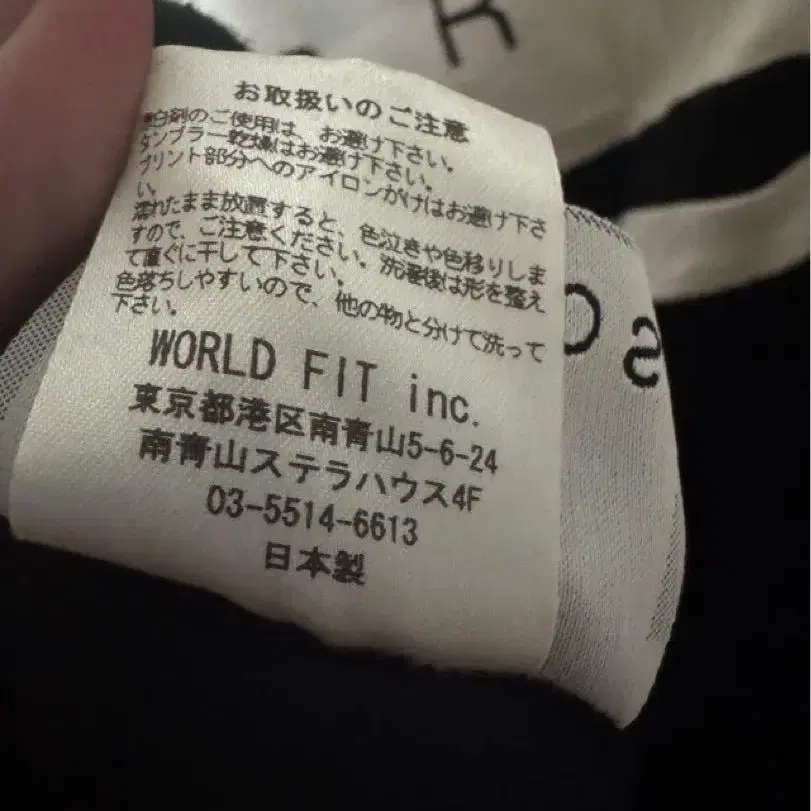 お取扱いのご注意
漂白剤のご使用は、お避け下さい。
タンブラー乾燥はお避け下さい。
プリント部分へのアイロンがけはお避け下さ
い。
濡れたまま放置すると、色泣きや色移りしま
すので、ご注意ください。洗濯後は形を整え
て直ぐに干して下さい。
色落ちしやすいので、他の物と分けて洗って
下さい。
WORLD FIT inc.
東京都港区南青山5-6-24
南青山ステラハウス4F
03-5514-6613
日本製